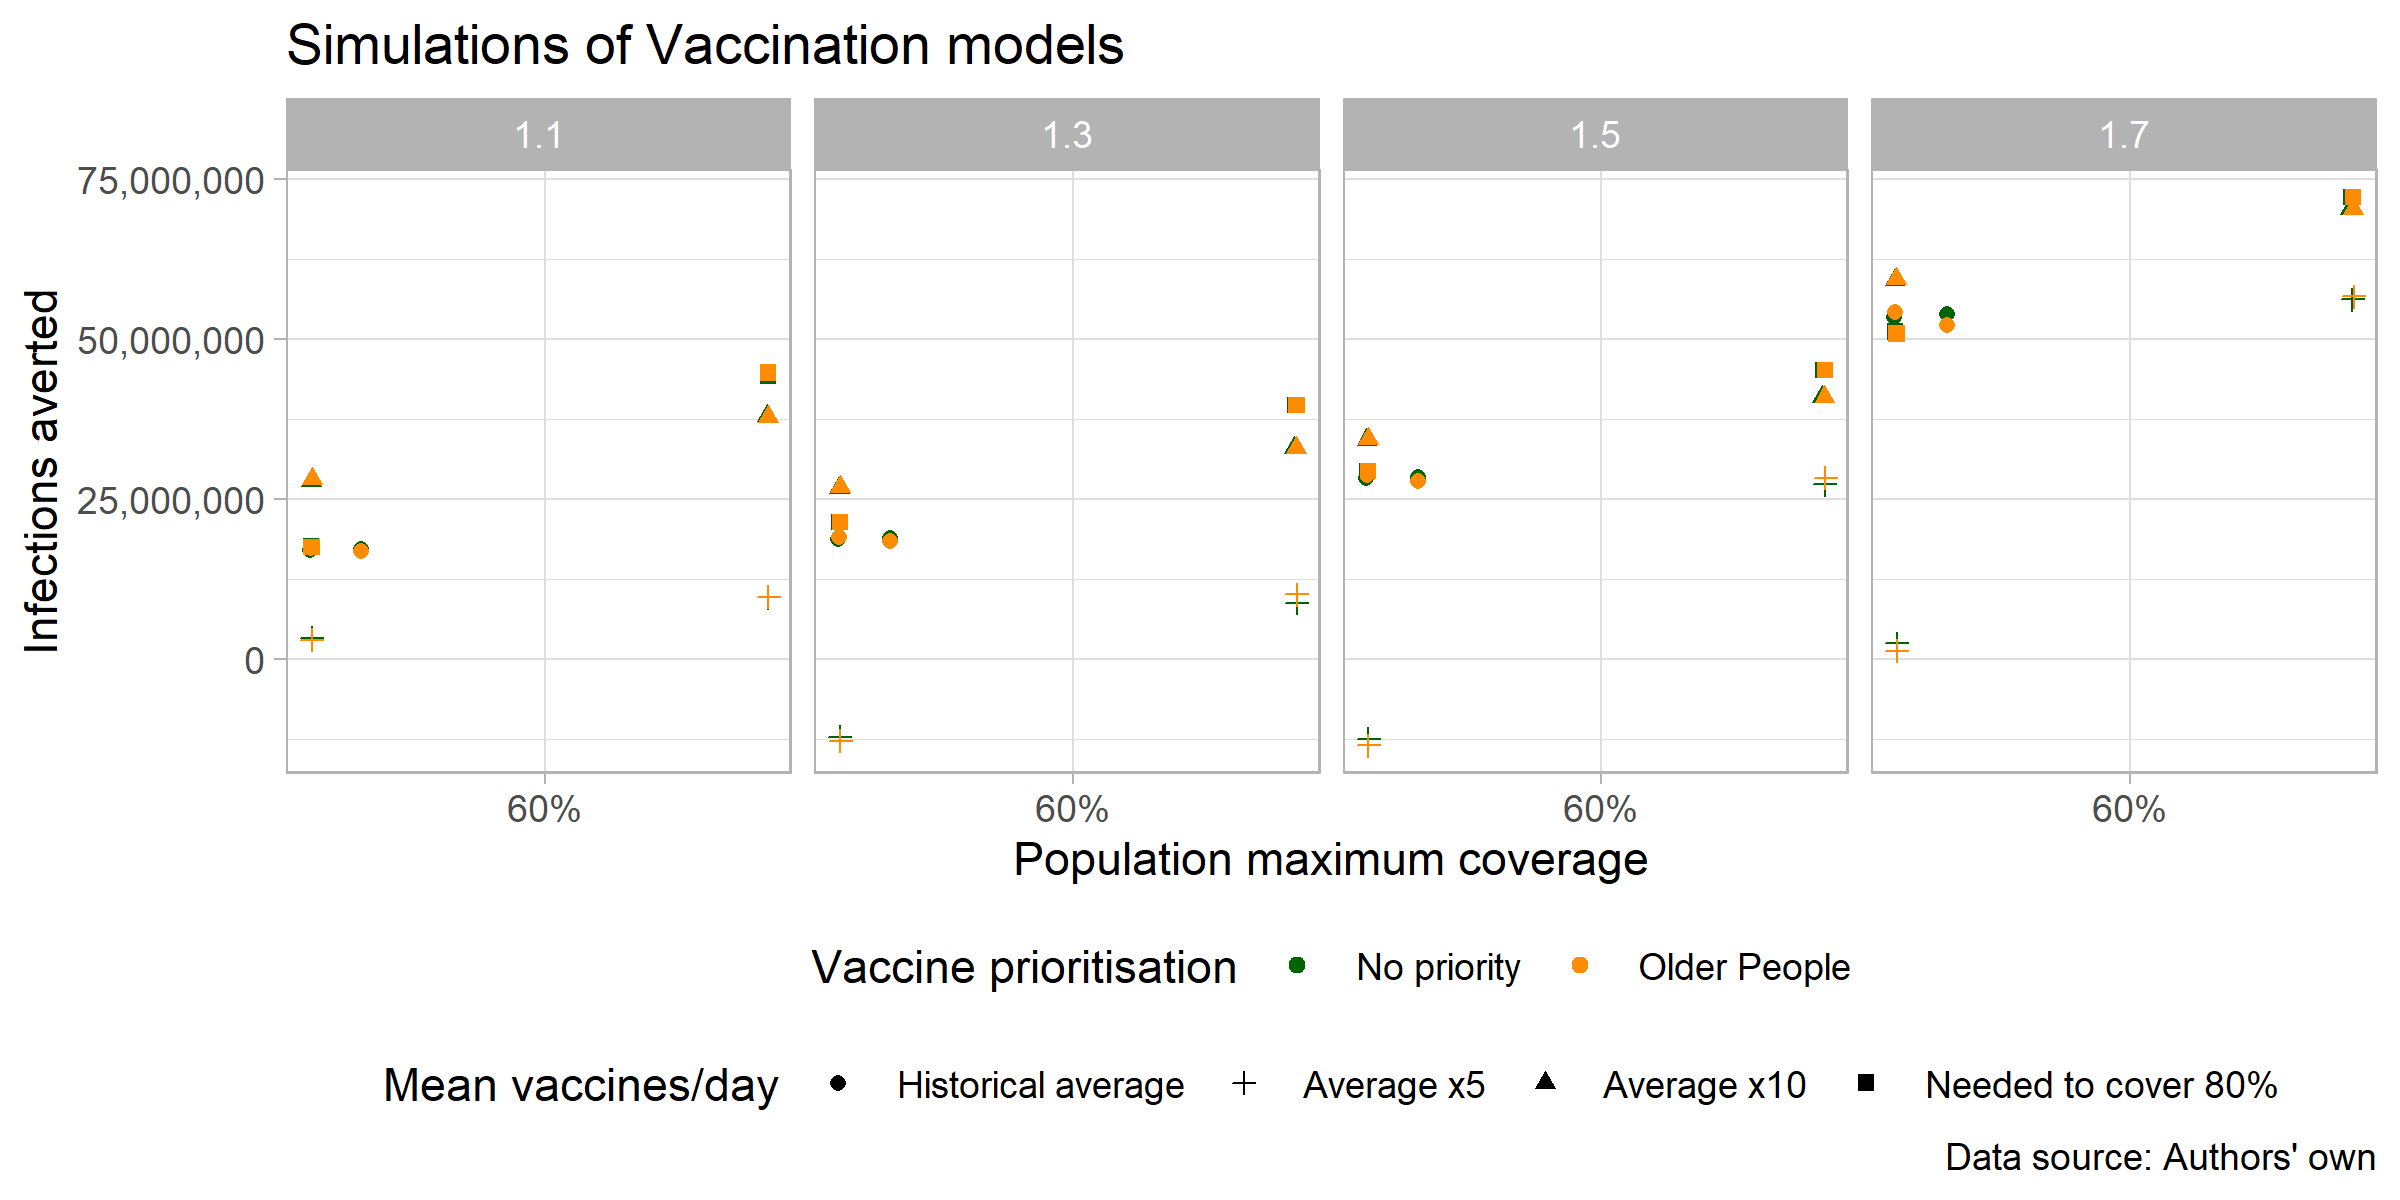 Simulations of Vaccination models
1.1 1.3 1.5 1.7
Infections averted
75,000,000
50,000,000
25,000,000
0
60% 60% 60% 60%
Population maximum coverage
Vaccine prioritisation No priority Older People
Mean vaccines/day Historical average Average x5 Average x10 Needed to cover 80%
Data source: Authors' own